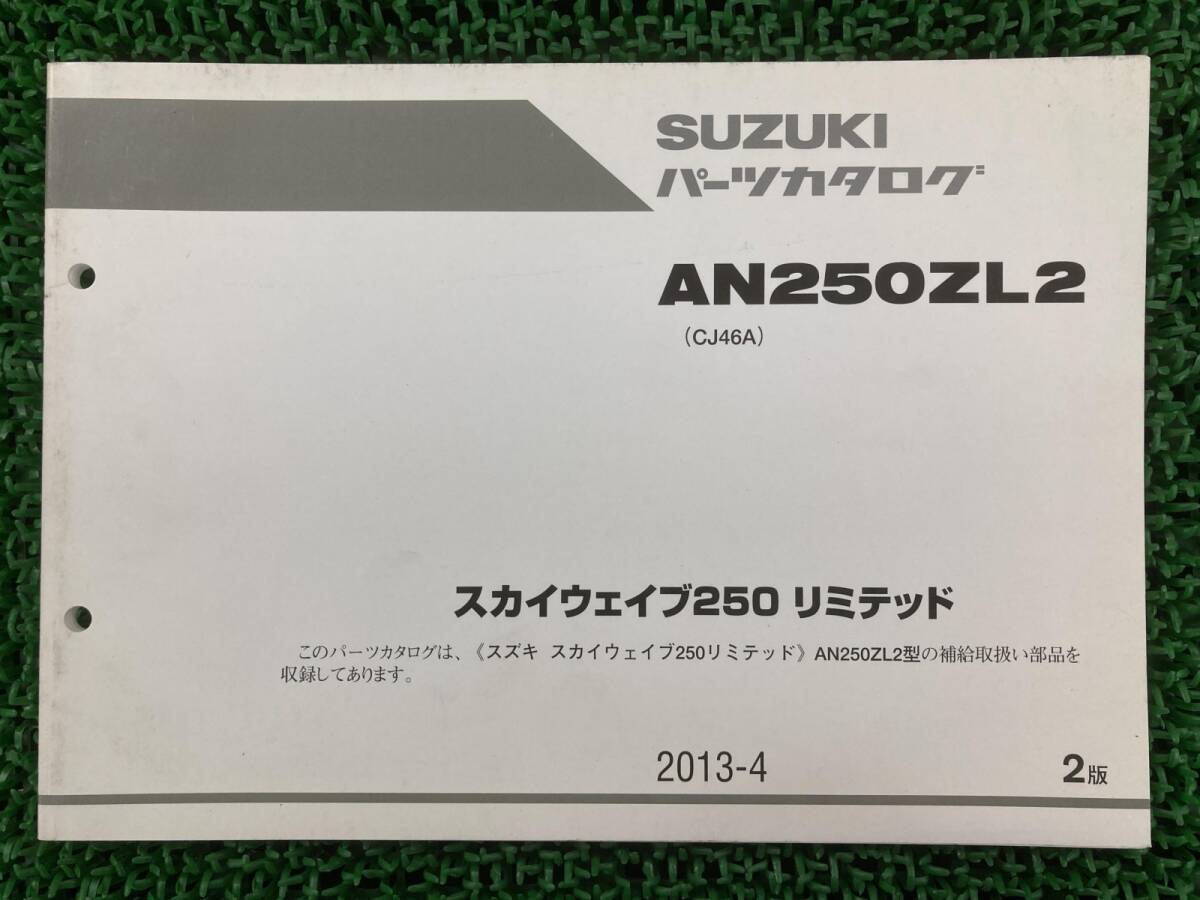 SUZUKI
パーツカタログ
AN250ZL2
(CJ46A)
スカイウェイブ250 リミテッド
このパーツカタログは、《スズキ スカイウェイブ250リミテッド》AN250ZL2型の補給取扱い部品を
収録してあります。
2013-4
2版